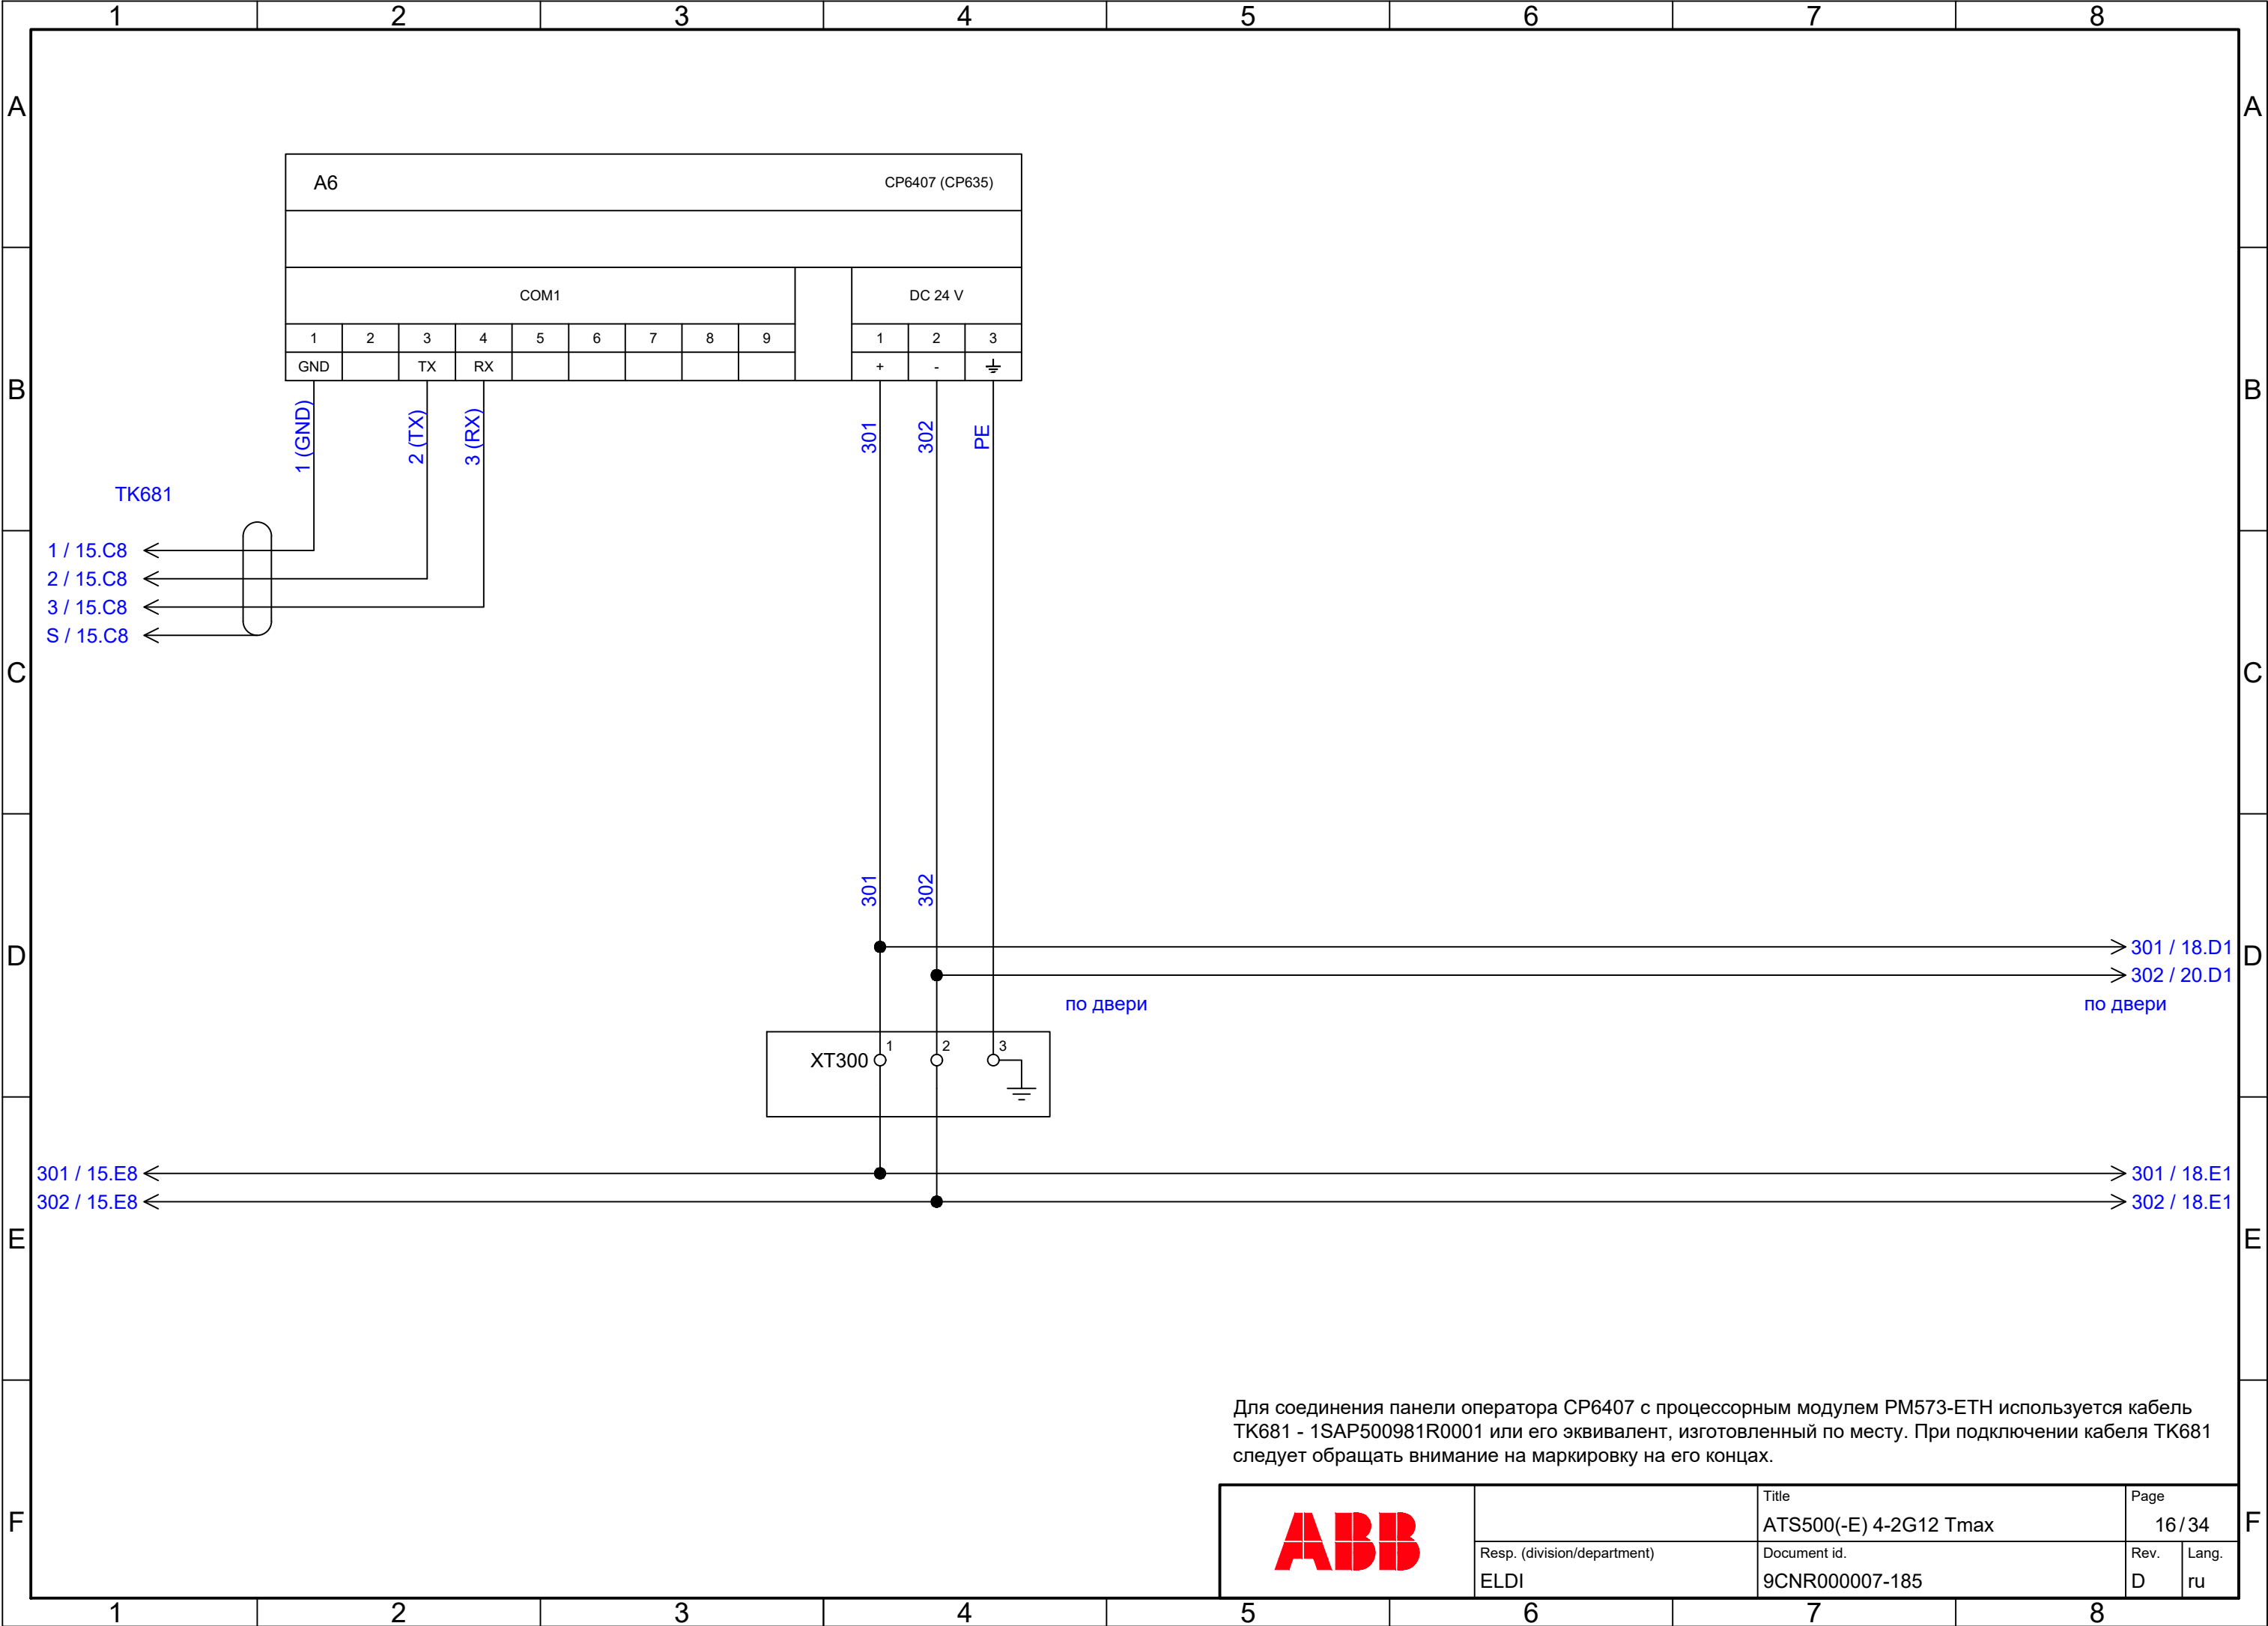 1 2 3 4 5 6 7 8
A A
A6 CP6407 (CP635)
COM1 DC 24 V
1 2 3 4 5 6 7 8 9 1 2 3
GND TX RX + -
B B
1 (GND) 2 (TX) 3 (RX) 301 302 PE
TK681
1 / 15.C8
2 / 15.C8
3 / 15.C8
S / 15.C8
C C
301 302
D D
301 / 18.D1
302 / 20.D1
по двери по двери
XT300 1 2 3
301 / 15.E8 301 / 18.E1
302 / 15.E8 302 / 18.E1
E E
Для соединения панели оператора CP6407 с процессорным модулем PM573-ETH используется кабель
TK681 - 1SAP500981R0001 или его эквивалент, изготовленный по месту. При подключении кабеля TK681
следует обращать внимание на маркировку на его концах.
F F
ABB
Title Page
ATS500(-E) 4-2G12 Tmax 16/34
Resp. (division/department) Document id. Rev. Lang.
ELDI 9CNR000007-185 D ru
1 2 3 4 5 6 7 8